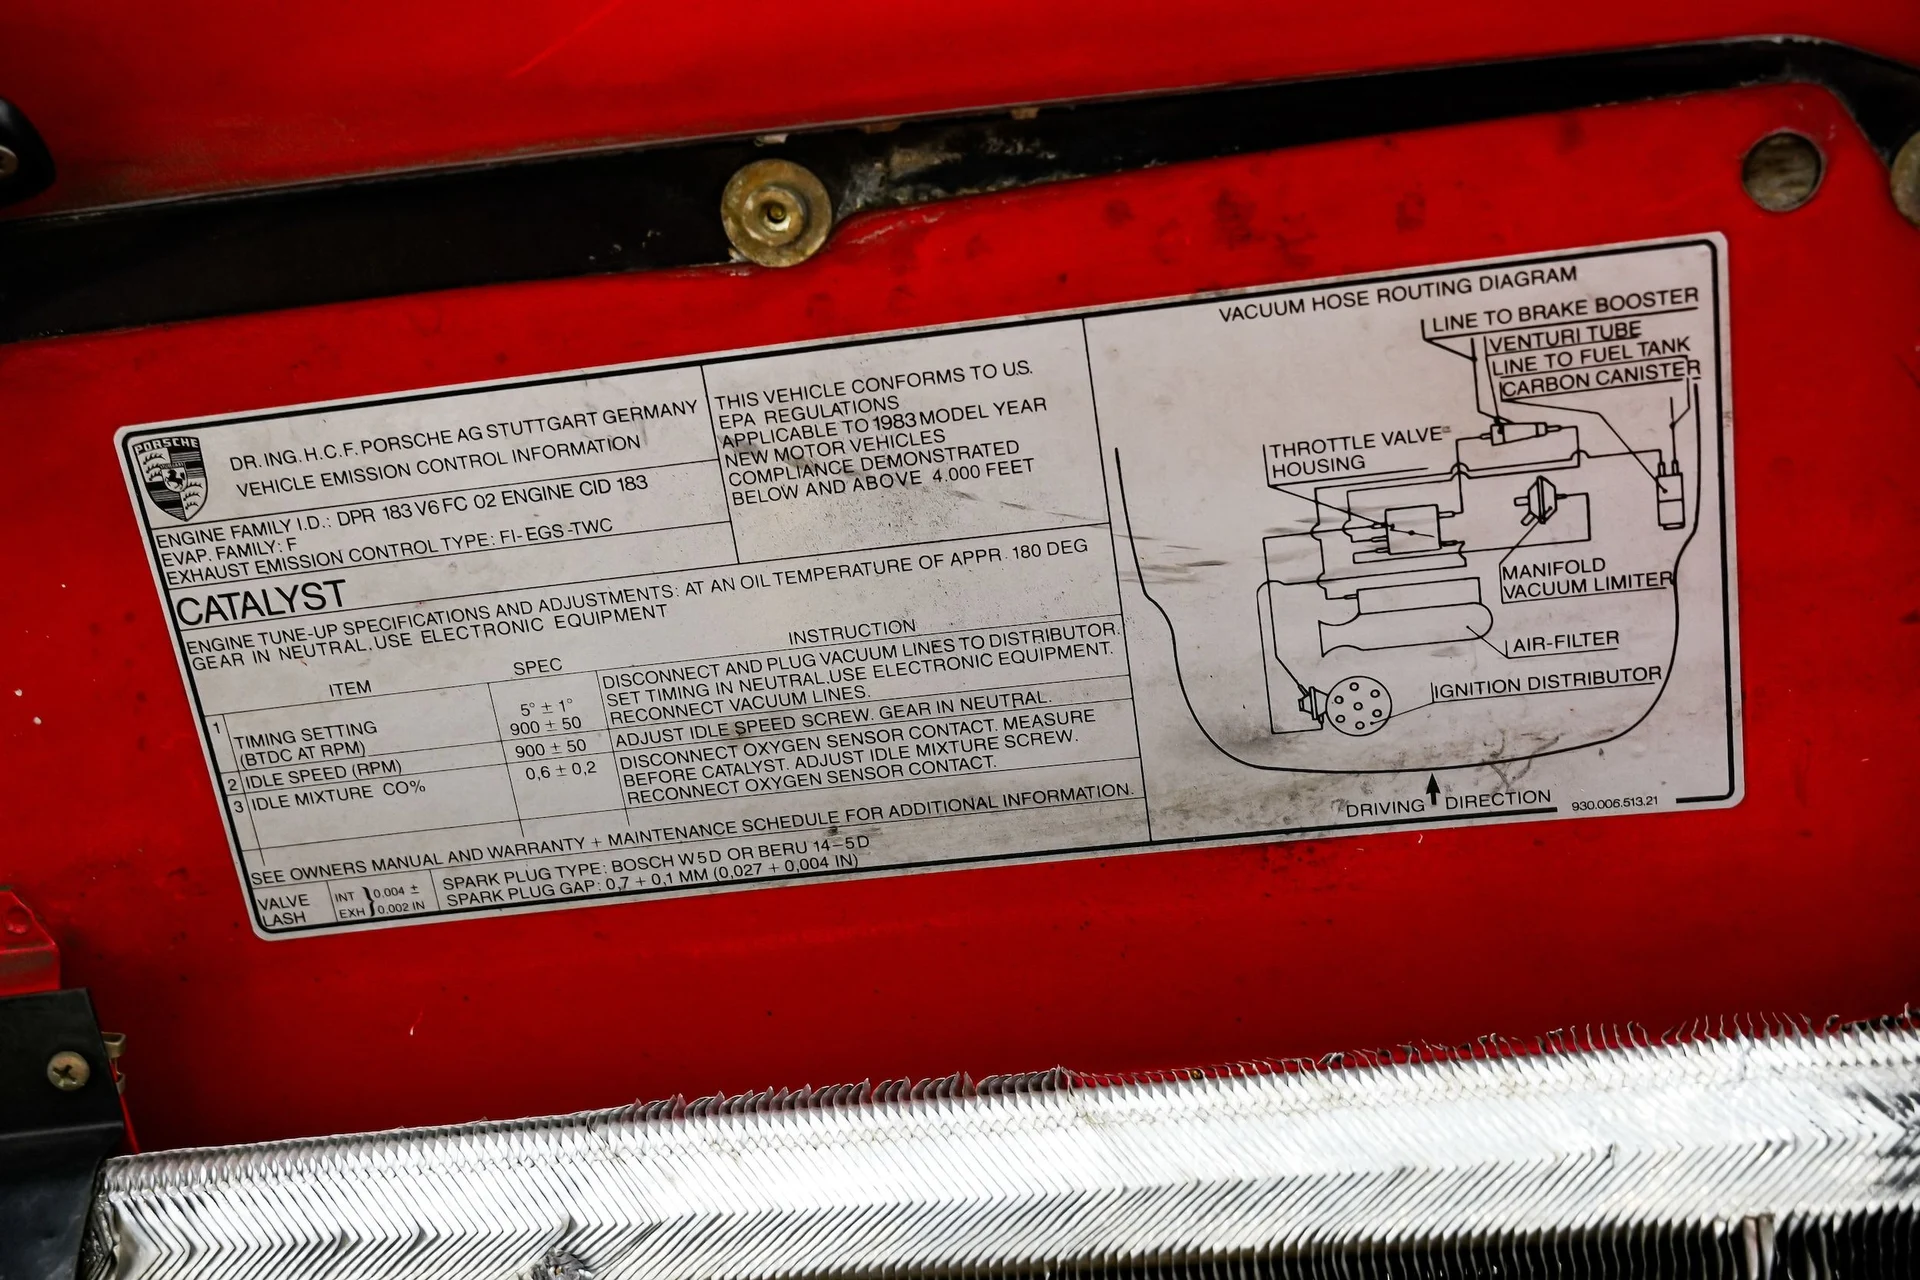 PORSCHE
DR. ING. H.C. F. PORSCHE AG STUTTGART GERMANY
VEHICLE EMISSION CONTROL INFORMATION
ENGINE FAMILY I.D.: DPR 183 V6 FC 02 ENGINE CID 183
EVAP. FAMILY: F
EXHAUST EMISSION CONTROL TYPE: FI-EGS-TWC
CATALYST
THIS VEHICLE CONFORMS TO U.S.
EPA REGULATIONS
APPLICABLE TO 1983 MODEL YEAR
NEW MOTOR VEHICLES
COMPLIANCE DEMONSTRATED
BELOW AND ABOVE 4.000 FEET
ENGINE TUNE-UP SPECIFICATIONS AND ADJUSTMENTS: AT AN OIL TEMPERATURE OF APPR. 180 DEG
GEAR IN NEUTRAL. USE ELECTRONIC EQUIPMENT
ITEM SPEC INSTRUCTION
1 TIMING SETTING
(BTDC AT RPM)
5° ± 1°
900 ± 50
DISCONNECT AND PLUG VACUUM LINES TO DISTRIBUTOR.
SET TIMING IN NEUTRAL. USE ELECTRONIC EQUIPMENT.
RECONNECT VACUUM LINES.
2 IDLE SPEED (RPM) 900 ± 50 ADJUST IDLE SPEED SCREW. GEAR IN NEUTRAL.
3 IDLE MIXTURE CO% 0,6 ± 0,2
DISCONNECT OXYGEN SENSOR CONTACT. MEASURE
BEFORE CATALYST. ADJUST IDLE MIXTURE SCREW.
RECONNECT OXYGEN SENSOR CONTACT.
SEE OWNERS MANUAL AND WARRANTY + MAINTENANCE SCHEDULE FOR ADDITIONAL INFORMATION.
VALVE
LASH
INT } 0.004 ±
EXH } 0.002 IN
SPARK PLUG TYPE: BOSCH W5D OR BERU 14-5D
SPARK PLUG GAP: 0,7 + 0,1 MM (0,027 + 0,004 IN)
VACUUM HOSE ROUTING DIAGRAM
LINE TO BRAKE BOOSTER
VENTURI TUBE
LINE TO FUEL TANK
CARBON CANISTER
THROTTLE VALVE
HOUSING
MANIFOLD
VACUUM LIMITER
AIR-FILTER
IGNITION DISTRIBUTOR
DRIVING DIRECTION
930.006.513.21